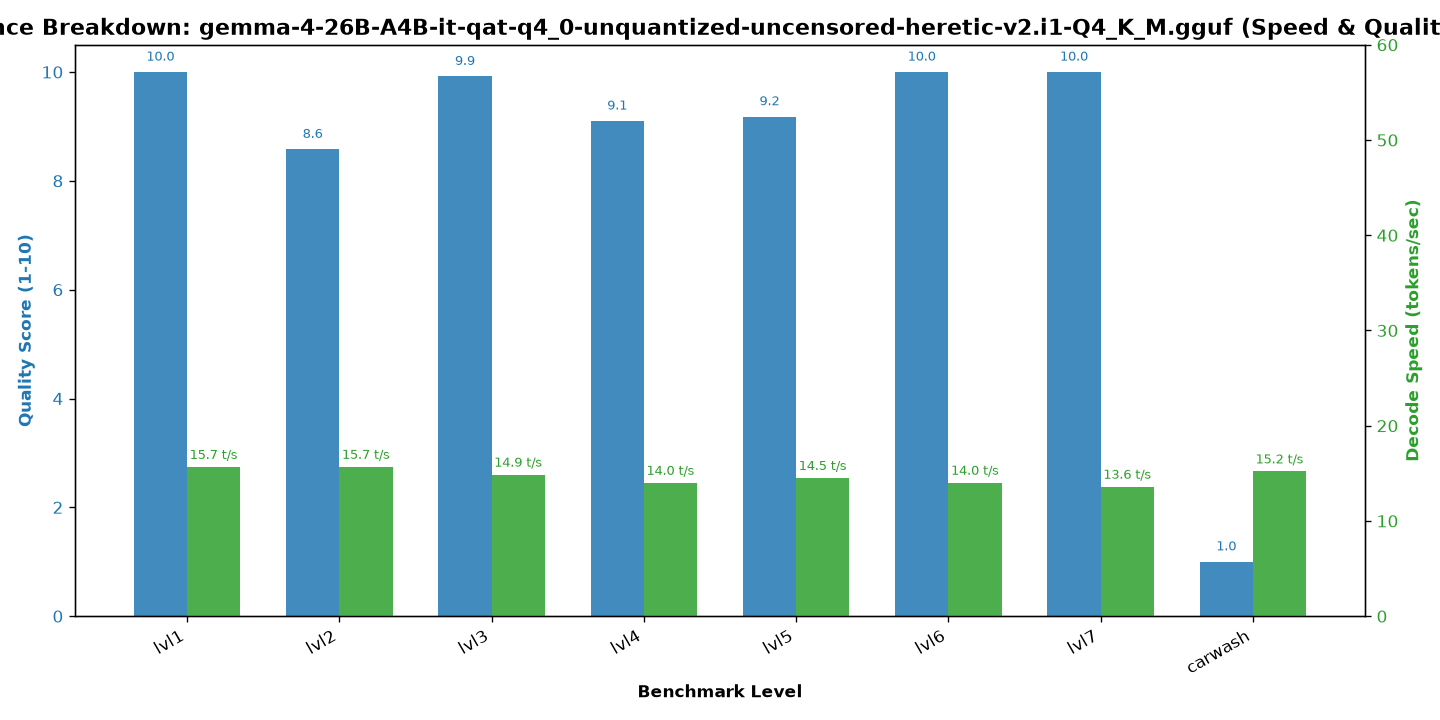 nce Breakdown: gemma-4-26B-A4B-it-qat-q4_0-unquantized-uncensored-heretic-v2.i1-Q4_K_M.gguf (Speed & Qualit
10.0
8.6
9.9
9.1
9.2
10.0
10.0
1.0
15.7 t/s
15.7 t/s
14.9 t/s
14.0 t/s
14.5 t/s
14.0 t/s
13.6 t/s
15.2 t/s
10
8
6
4
2
0
Quality Score (1-10)
60
50
40
30
20
10
0
Decode Speed (tokens/sec)
lvl1
lvl2
lvl3
lvl4
lvl5
lvl6
lvl7
carwash
Benchmark Level